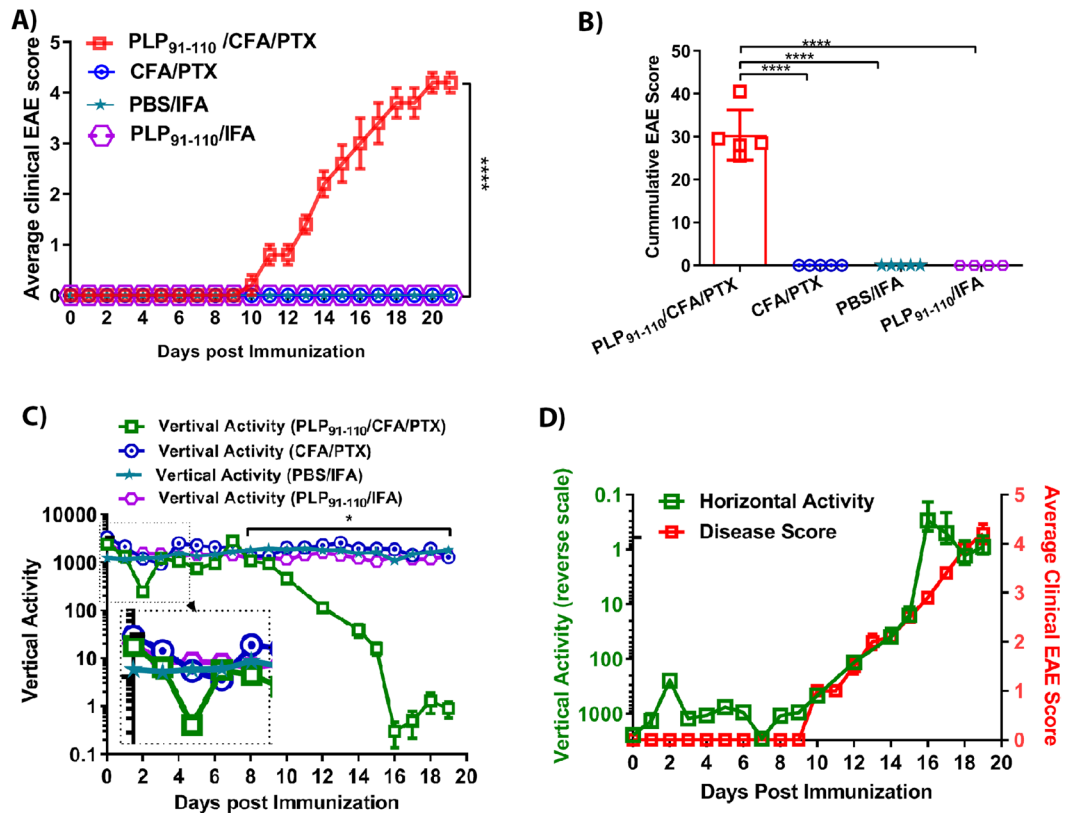 A)
PLP91-110 /CFA/PTX
CFA/PTX
PBS/IFA
PLP91-110/IFA
Average clinical EAE score
5
4
3
2
1
0
****
0 2 4 6 8 10 12 14 16 18 20
Days post Immunization
B)
Cummulative EAE Score
50
40
30
20
10
0
****
****
****
PLP91-110/CFA/PTX
CFA/PTX
PBS/IFA
PLP91-110/IFA
C)
Vertival Activity (PLP91-110/CFA/PTX)
Vertival Activity (CFA/PTX)
Vertical Activity (PBS/IFA)
Vertival Activity (PLP91-110/IFA)
Vertical Activity
10000
1000
100
10
1
0.1
*
0 2 4 6 8 10 12 14 16 18 20
Days post Immunization
D)
Horizontal Activity
Disease Score
Vertical Activity (reverse scale)
0.1
1
10
100
1000
Average Clinical EAE Score
5
4
3
2
1
0
0 2 4 6 8 10 12 14 16 18 20
Days Post Immunization